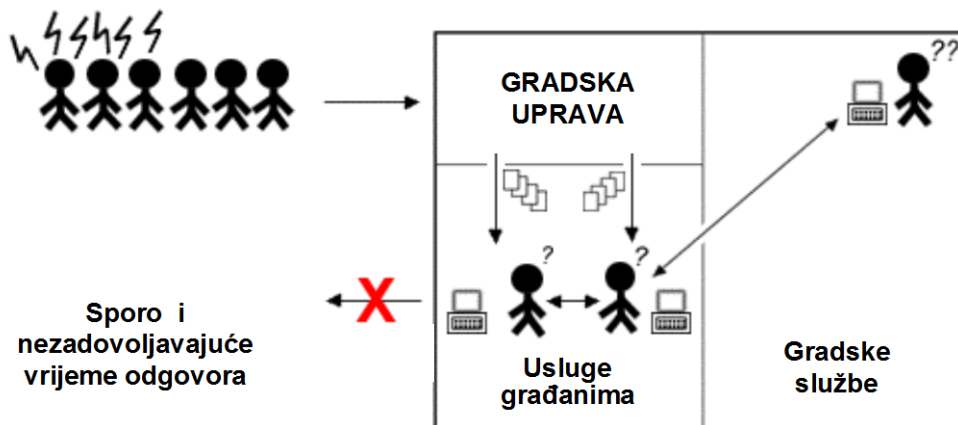 GRADSKA
UPRAVA
??
?
?
Sporo i
nezadovoljavajuće
vrijeme odgovora
X
Usluge
građanima
Gradske
službe